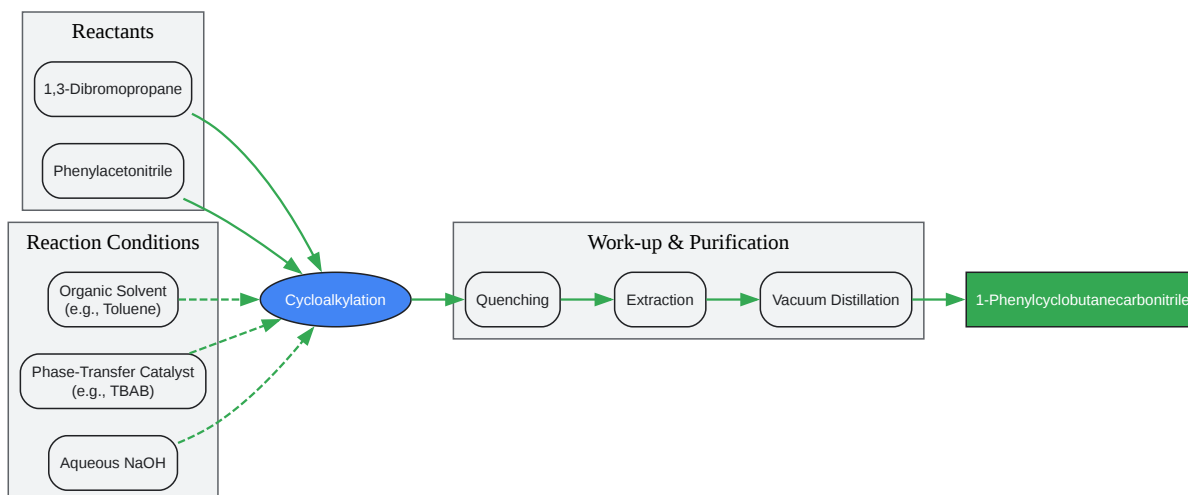 Reactants
1,3-Dibromopropane
Phenylacetonitrile
Reaction Conditions
Organic Solvent
(e.g., Toluene)
Phase-Transfer Catalyst
(e.g., TBAB)
Aqueous NaOH
Cycloalkylation
Work-up & Purification
Quenching
Extraction
Vacuum Distillation
1-Phenylcyclobutanecarbonitrile